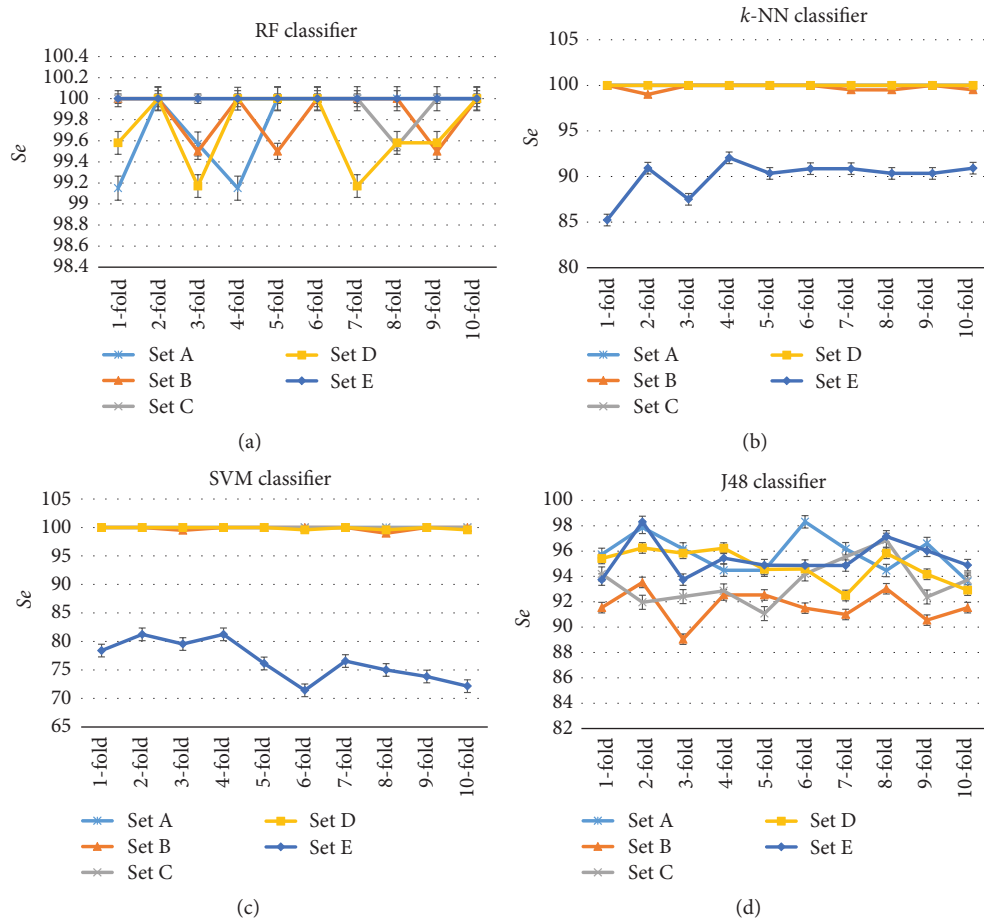 RF classifier
100.4
100.2
100
99.8
99.6
99.4
99.2
99
98.8
98.6
98.4
Se
1-fold
2-fold
3-fold
4-fold
5-fold
6-fold
7-fold
8-fold
9-fold
10-fold
Set A
Set D
Set B
Set E
Set C
(a)
k-NN classifier
105
100
95
90
85
80
Se
1-fold
2-fold
3-fold
4-fold
5-fold
6-fold
7-fold
8-fold
9-fold
10-fold
Set A
Set D
Set B
Set E
Set C
(b)
SVM classifier
105
100
95
90
85
80
75
70
65
Se
1-fold
2-fold
3-fold
4-fold
5-fold
6-fold
7-fold
8-fold
9-fold
10-fold
Set A
Set D
Set B
Set E
Set C
(c)
J48 classifier
100
98
96
94
92
90
88
86
84
82
Se
1-fold
2-fold
3-fold
4-fold
5-fold
6-fold
7-fold
8-fold
9-fold
10-fold
Set A
Set D
Set B
Set E
Set C
(d)